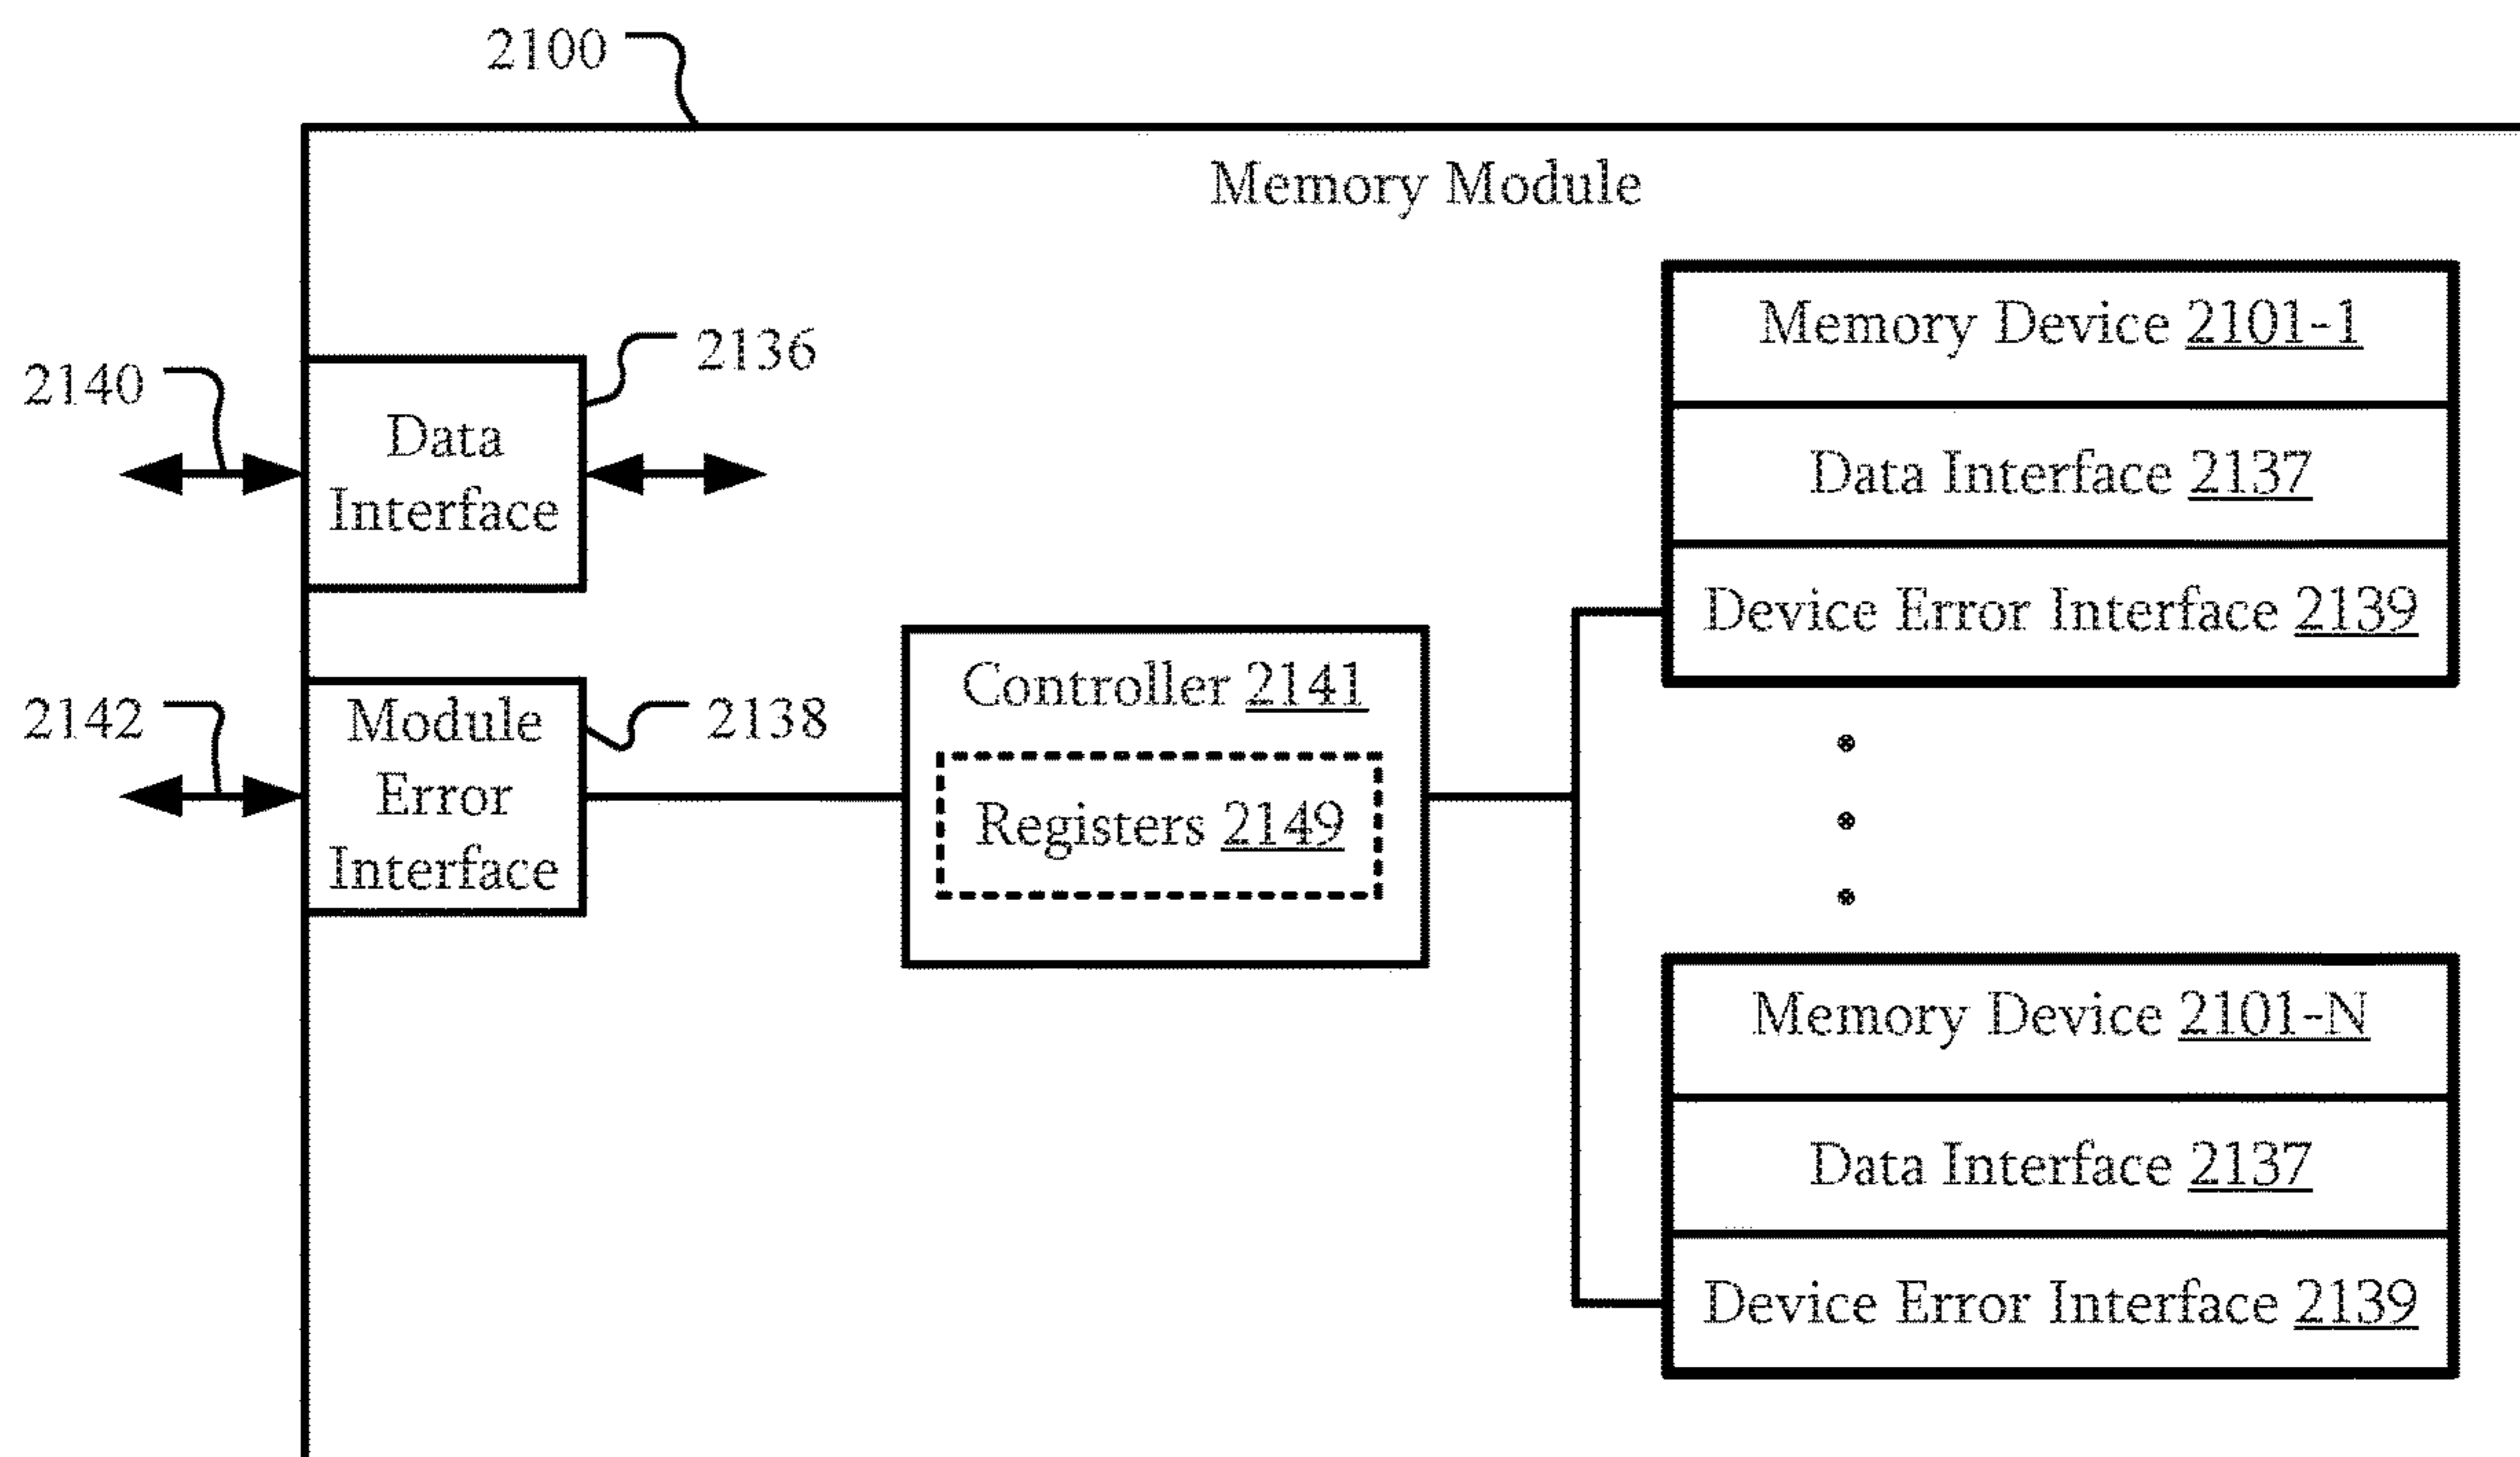 2100
Memory Module
2140
2136
Data
Interface
2142
2138
Module
Error
Interface
Controller 2141
Registers 2149
Memory Device 2101-1
Data Interface 2137
Device Error Interface 2139
Memory Device 2101-N
Data Interface 2137
Device Error Interface 2139